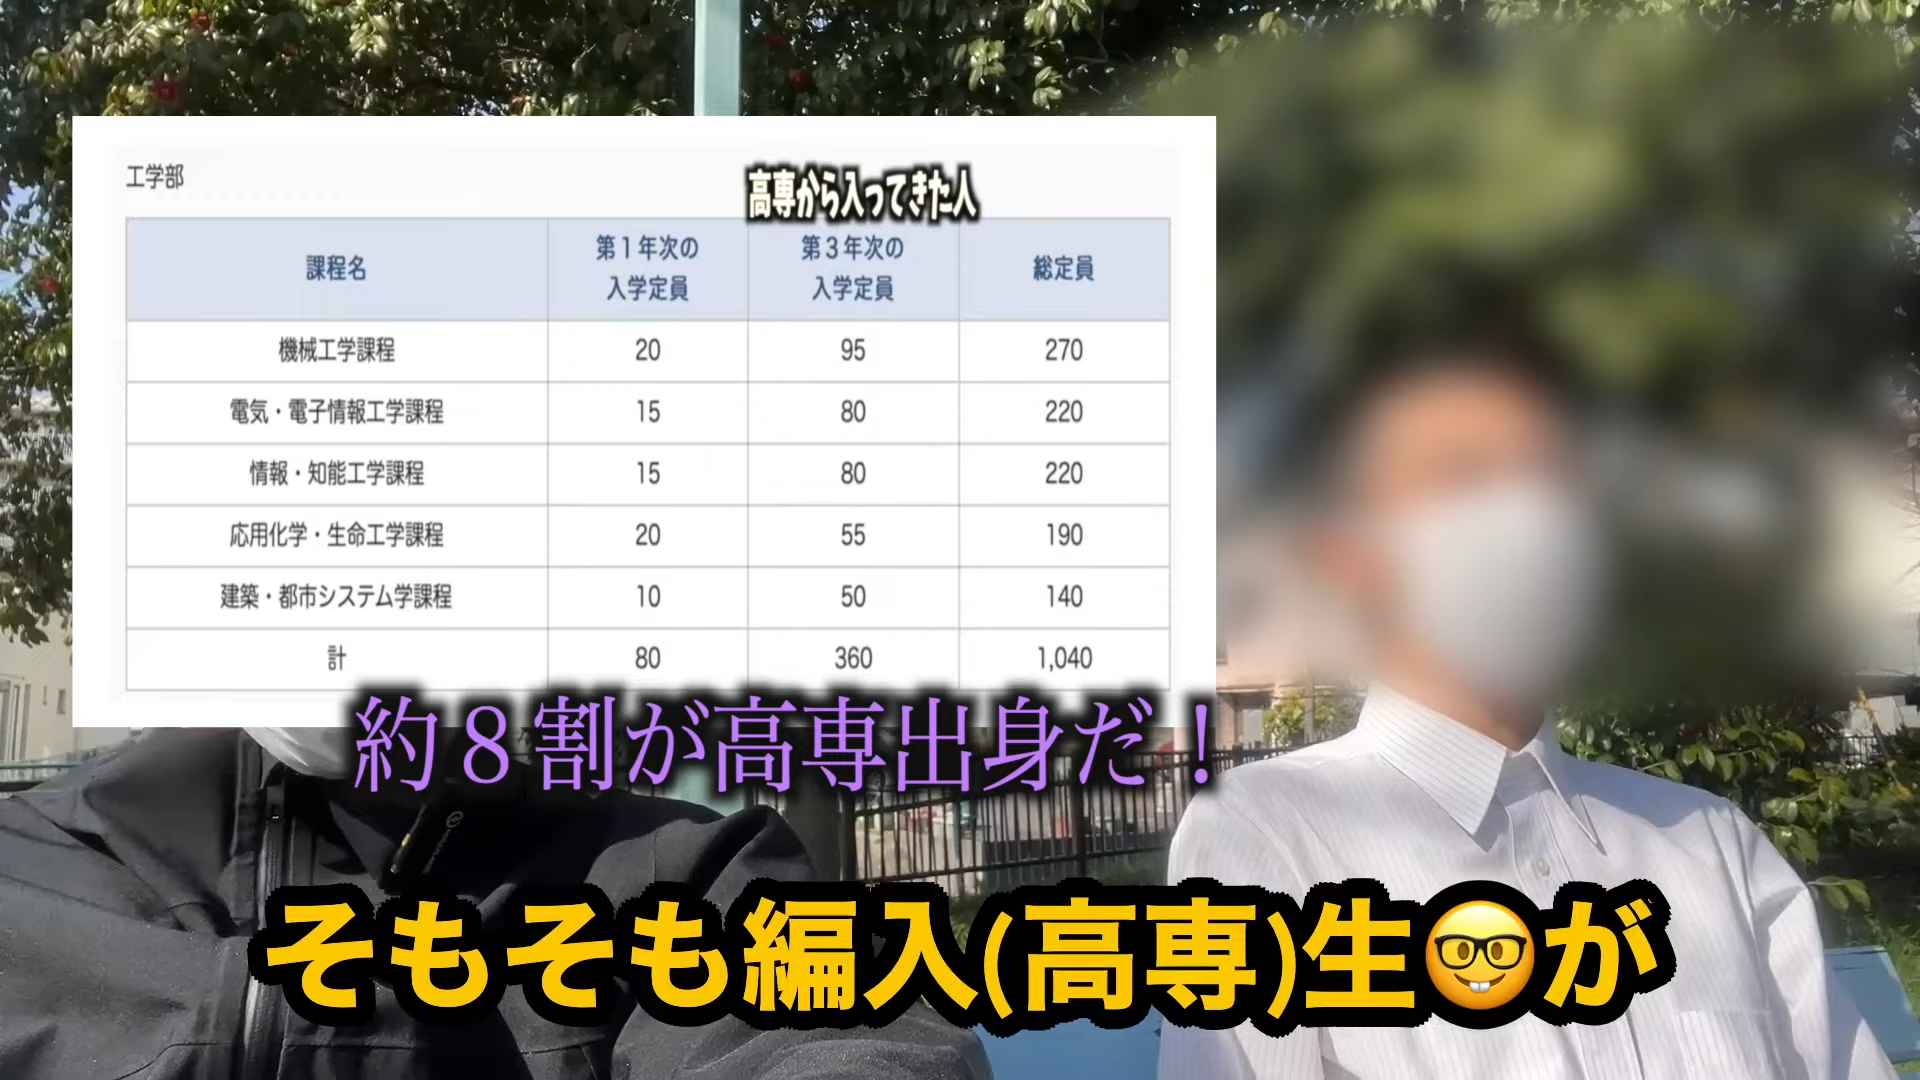 工学部
高専から入ってきた人
課程名 第1年次の入学定員 第3年次の入学定員 総定員
機械工学課程 20 95 270
電気・電子情報工学課程 15 80 220
情報・知能工学課程 15 80 220
応用化学・生命工学課程 20 55 190
建築・都市システム学課程 10 50 140
計 80 360 1,040
約8割が高専出身だ！
そもそも編入(高専)生🤓が